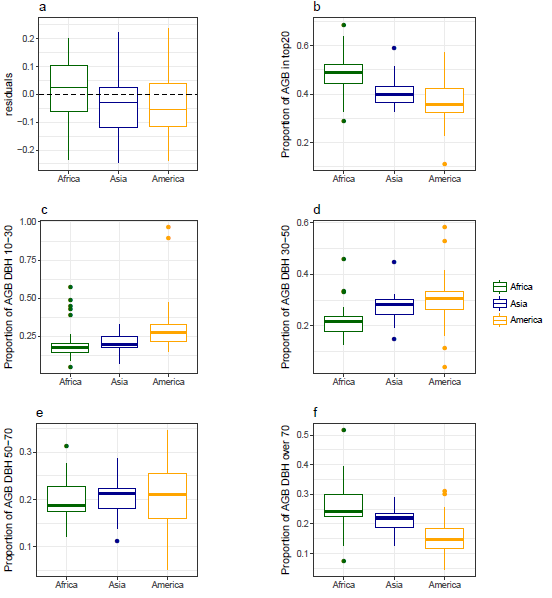 a
residuals
0.2
0.1
0.0
−0.1
−0.2
Africa Asia America
b
Proportion of AGB in top20
0.6
0.4
0.2
Africa Asia America
c
Proportion of AGB DBH 10−30
1.00
0.75
0.50
0.25
Africa Asia America
d
Proportion of AGB DBH 30−50
0.6
0.4
0.2
Africa Asia America
Africa
Asia
America
e
Proportion of AGB DBH 50−70
0.3
0.2
0.1
Africa Asia America
f
Proportion of AGB DBH over 70
0.5
0.4
0.3
0.2
0.1
Africa Asia America